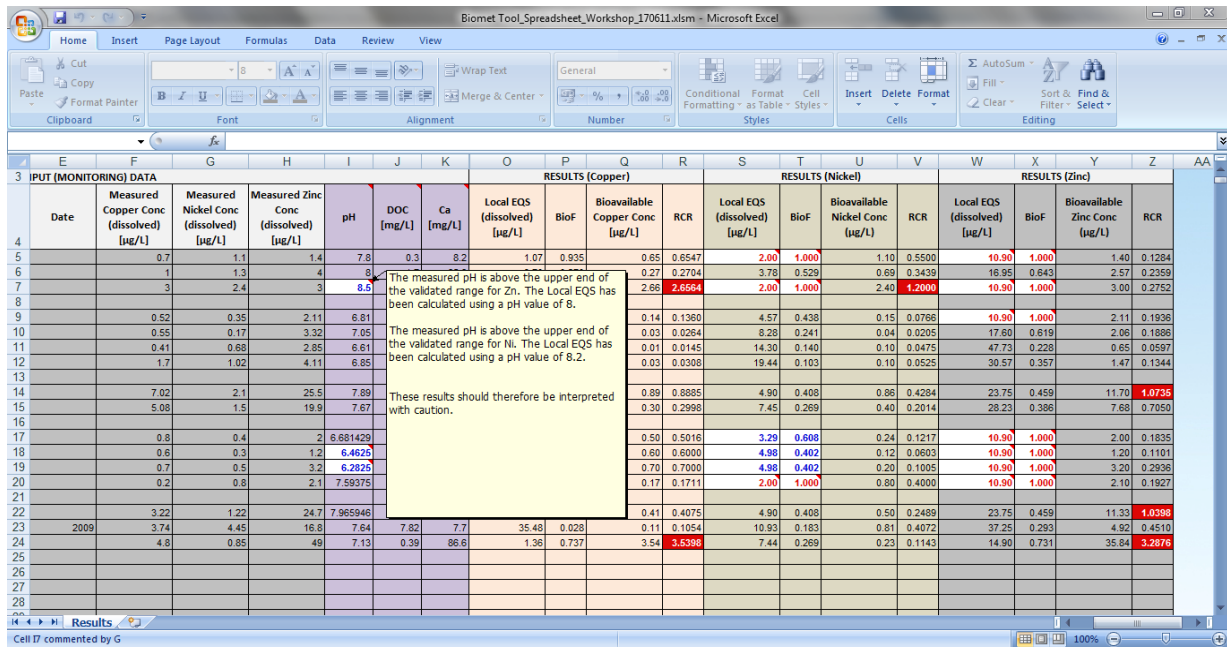 Biomet Tool_Spreadsheet_Workshop_170611.xlsm - Microsoft Excel
Home Insert Page Layout Formulas Data Review View
Cut
Copy
Format Painter
Paste
8
Wrap Text
Merge & Center
General
Conditional Formatting Format as Table Cell Styles
Insert Delete Format
AutoSum
Fill
Clear
Sort & Filter Find & Select
Clipboard Font Alignment Number Styles Cells Editing
fx
E F G H I J K O P Q R S T U V W X Y Z AA
3 IPUT (MONITORING) DATA RESULTS (Copper) RESULTS (Nickel) RESULTS (Zinc)
4 Date Measured Copper Conc (dissolved) [µg/L] Measured Nickel Conc (dissolved) [µg/L] Measured Zinc Conc (dissolved) [µg/L] pH DOC [mg/L] Ca [mg/L] Local EQS (dissolved) [µg/L] BioF Bioavailable Copper Conc [µg/L] RCR Local EQS (dissolved) [µg/L] BioF Bioavailable Nickel Conc (µg/L) RCR Local EQS (dissolved) [µg/L] BioF Bioavailable Zinc Conc (µg/L) RCR
5 0.7 1.1 1.4 7.8 0.3 8.2 1.07 0.935 0.65 0.6547 2.00 1.000 1.10 0.5500 10.90 1.000 1.40 0.1284
6 1 1.3 4 8 0.27 0.2704 3.78 0.529 0.69 0.3439 16.95 0.643 2.57 0.2359
7 3 2.4 3 8.5 2.66 2.6564 2.00 1.000 2.40 1.2000 10.90 1.000 3.00 0.2752
8
9 0.52 0.35 2.11 6.81 0.14 0.1360 4.57 0.438 0.15 0.0766 10.90 1.000 2.11 0.1936
10 0.55 0.17 3.32 7.05 0.03 0.0264 8.28 0.241 0.04 0.0205 17.60 0.619 2.06 0.1886
11 0.41 0.68 2.85 6.61 0.01 0.0145 14.30 0.140 0.10 0.0475 47.73 0.228 0.65 0.0597
12 1.7 1.02 4.11 6.85 0.03 0.0308 19.44 0.103 0.10 0.0525 30.57 0.357 1.47 0.1344
13
14 7.02 2.1 25.5 7.89 0.89 0.8885 4.90 0.408 0.86 0.4284 23.75 0.459 11.70 1.0735
15 5.08 1.5 19.9 7.67 0.30 0.2998 7.45 0.269 0.40 0.2014 28.23 0.386 7.68 0.7050
16
17 0.8 0.4 2 6.681429 0.50 0.5016 3.29 0.608 0.24 0.1217 10.90 1.000 2.00 0.1835
18 0.6 0.3 1.2 6.4625 0.60 0.6000 4.98 0.402 0.12 0.0603 10.90 1.000 1.20 0.1101
19 0.7 0.5 3.2 6.2825 0.70 0.7000 4.98 0.402 0.20 0.1005 10.90 1.000 3.20 0.2936
20 0.2 0.8 2.1 7.59375 0.17 0.1711 2.00 1.000 0.80 0.4000 10.90 1.000 2.10 0.1927
21
22 3.22 1.22 24.7 7.965946 0.41 0.4075 4.90 0.408 0.50 0.2489 23.75 0.459 11.33 1.0398
23 2009 3.74 4.45 16.8 7.64 7.82 7.7 35.48 0.028 0.11 0.1054 10.93 0.183 0.81 0.4072 37.25 0.293 4.92 0.4510
24 4.8 0.85 49 7.13 0.39 86.6 1.36 0.737 3.54 3.5398 7.44 0.269 0.23 0.1143 14.90 0.731 35.84 3.2876
25
26
27
28
The measured pH is above the upper end of
the validated range for Zn. The Local EQS has
been calculated using a pH value of 8.
The measured pH is above the upper end of
the validated range for Ni. The Local EQS has
been calculated using a pH value of 8.2.
These results should therefore be interpreted
with caution.
Results
Cell I7 commented by G 100%